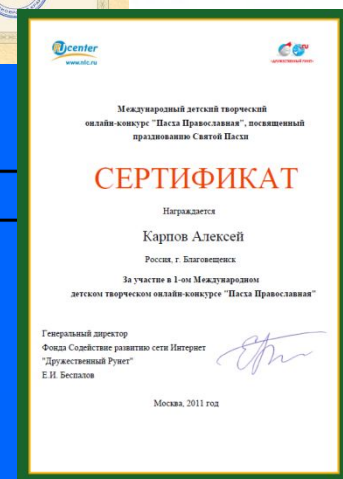 center
www.nic.ru
Международный детский творческий
онлайн-конкурс "Пасха Православная", посвященный
празднованию Святой Пасхи
СЕРТИФИКАТ
Награждается
Карпов Алексей
Россия, г. Благовещенск
За участие в 1-ом Международном
детском творческом онлайн-конкурсе "Пасха Православная"
Генеральный директор
Фонда Содействие развитию сети Интернет
"Дружественный Рунет"
Е.И. Беспалов
Москва, 2011 год